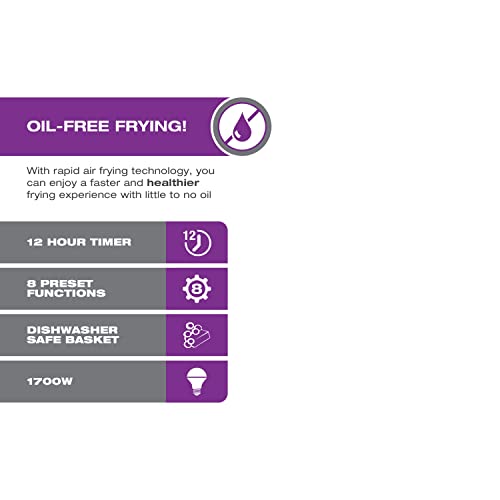 OIL-FREE FRYING!
With rapid air frying technology, you
can enjoy a faster and healthier
frying experience with little to no oil
12 HOUR TIMER
12
8 PRESET
FUNCTIONS
8
DISHWASHER
SAFE BASKET
1700W